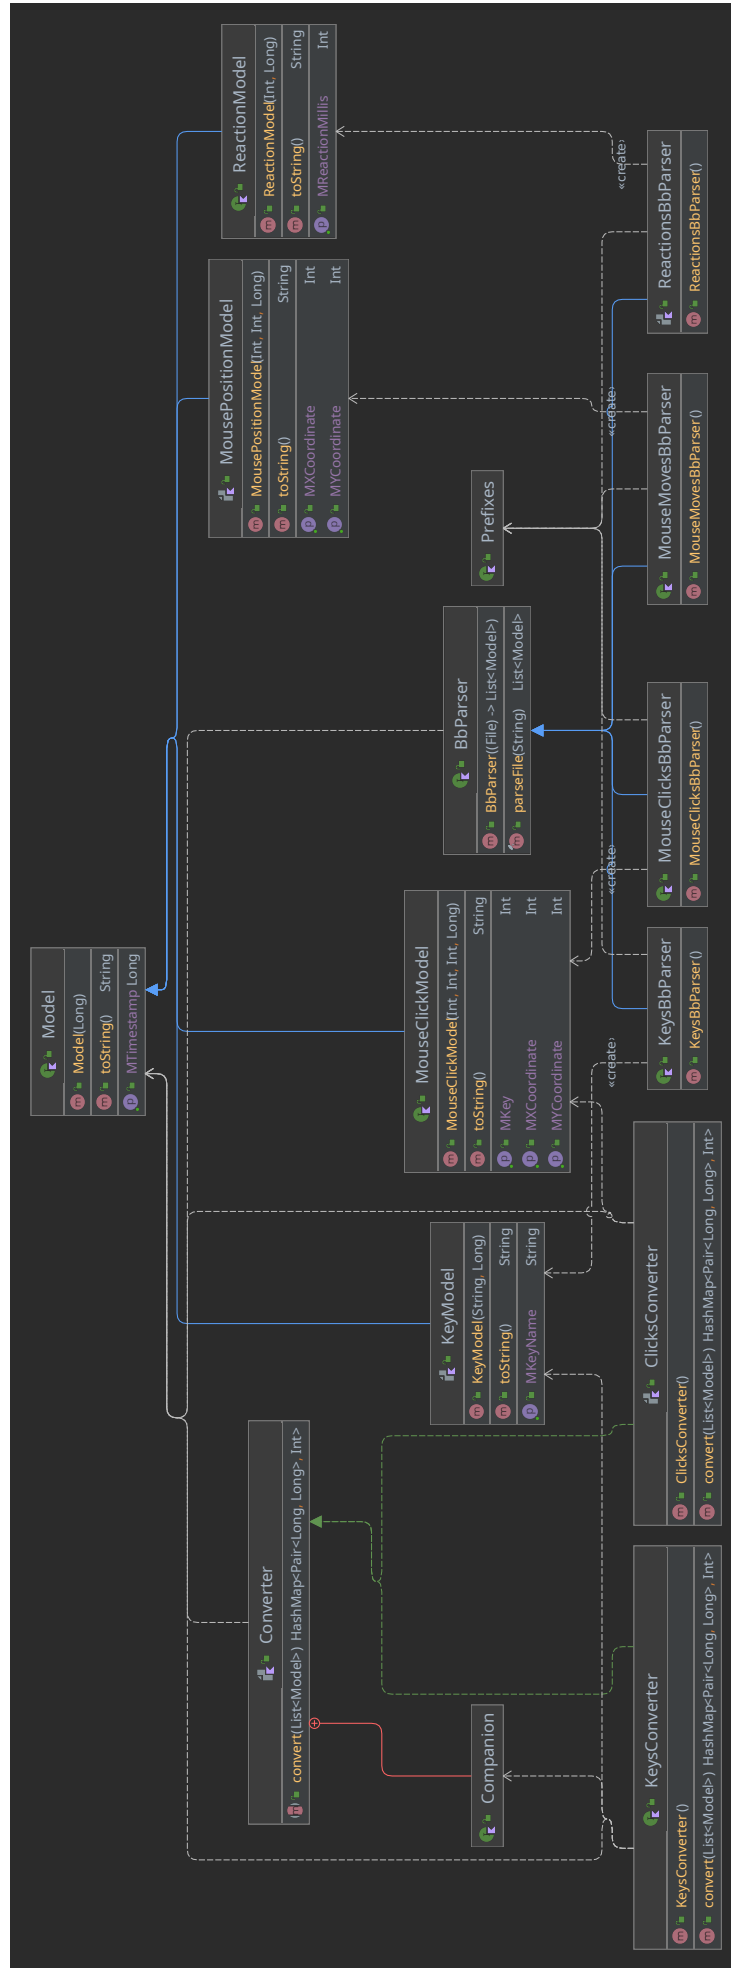 ReactionModel
ReactionModel(Int, Long)
toString() String
MReactionMillis Int
MousePositionModel
MousePositionModel(Int, Int, Long)
toString() String
MXCoordinate Int
MYCoordinate Int
Model
Model(Long)
toString() String
MTimestamp Long
Prefixes
BbParser
BbParser((File) -> List<Model>)
parseFile(String) List<Model>
MouseClickModel
MouseClickModel(Int, Int, Int, Long)
toString() String
MKey Int
MXCoordinate Int
MYCoordinate Int
KeyModel
KeyModel(String, Long)
toString() String
MKeyName String
Converter
convert(List<Model>) HashMap<Pair<Long, Long>, Int>
Companion
«create»
«create»
«create»
«create»
ReactionsBbParser
ReactionsBbParser()
MouseMovesBbParser
MouseMovesBbParser()
MouseClicksBbParser
MouseClicksBbParser()
KeysBbParser
KeysBbParser()
ClicksConverter
ClicksConverter()
convert(List<Model>) HashMap<Pair<Long, Long>, Int>
KeysConverter
KeysConverter()
convert(List<Model>) HashMap<Pair<Long, Long>, Int>